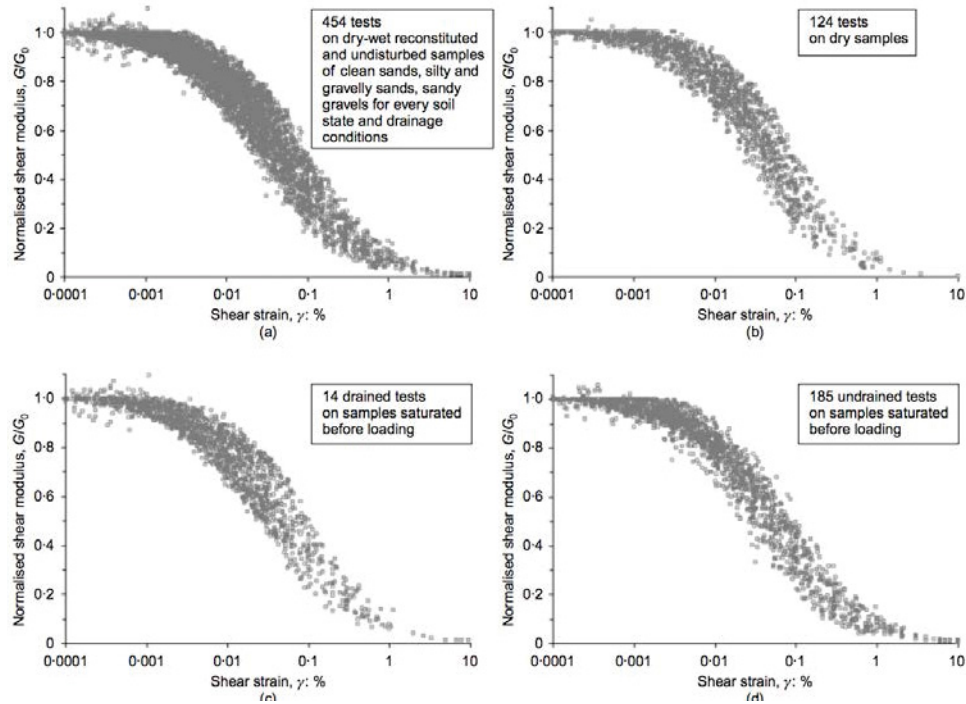 Normalised shear modulus, G/G0
1·0
0·8
0·6
0·4
0·2
0
0·0001
0·001
0·01
0·1
1
10
Shear strain, γ: %
(a)
454 tests
on dry-wet reconstituted
and undisturbed samples
of clean sands, silty and
gravelly sands, sandy
gravels for every soil
state and drainage
conditions
Normalised shear modulus, G/G0
1·0
0·8
0·6
0·4
0·2
0
0·0001
0·001
0·01
0·1
1
10
Shear strain, γ: %
(b)
124 tests
on dry samples
Normalised shear modulus, G/G0
1·0
0·8
0·6
0·4
0·2
0
0·0001
0·001
0·01
0·1
1
10
Shear strain, γ: %
(c)
14 drained tests
on samples saturated
before loading
Normalised shear modulus, G/G0
1·0
0·8
0·6
0·4
0·2
0
0·0001
0·001
0·01
0·1
1
10
Shear strain, γ: %
(d)
185 undrained tests
on samples saturated
before loading